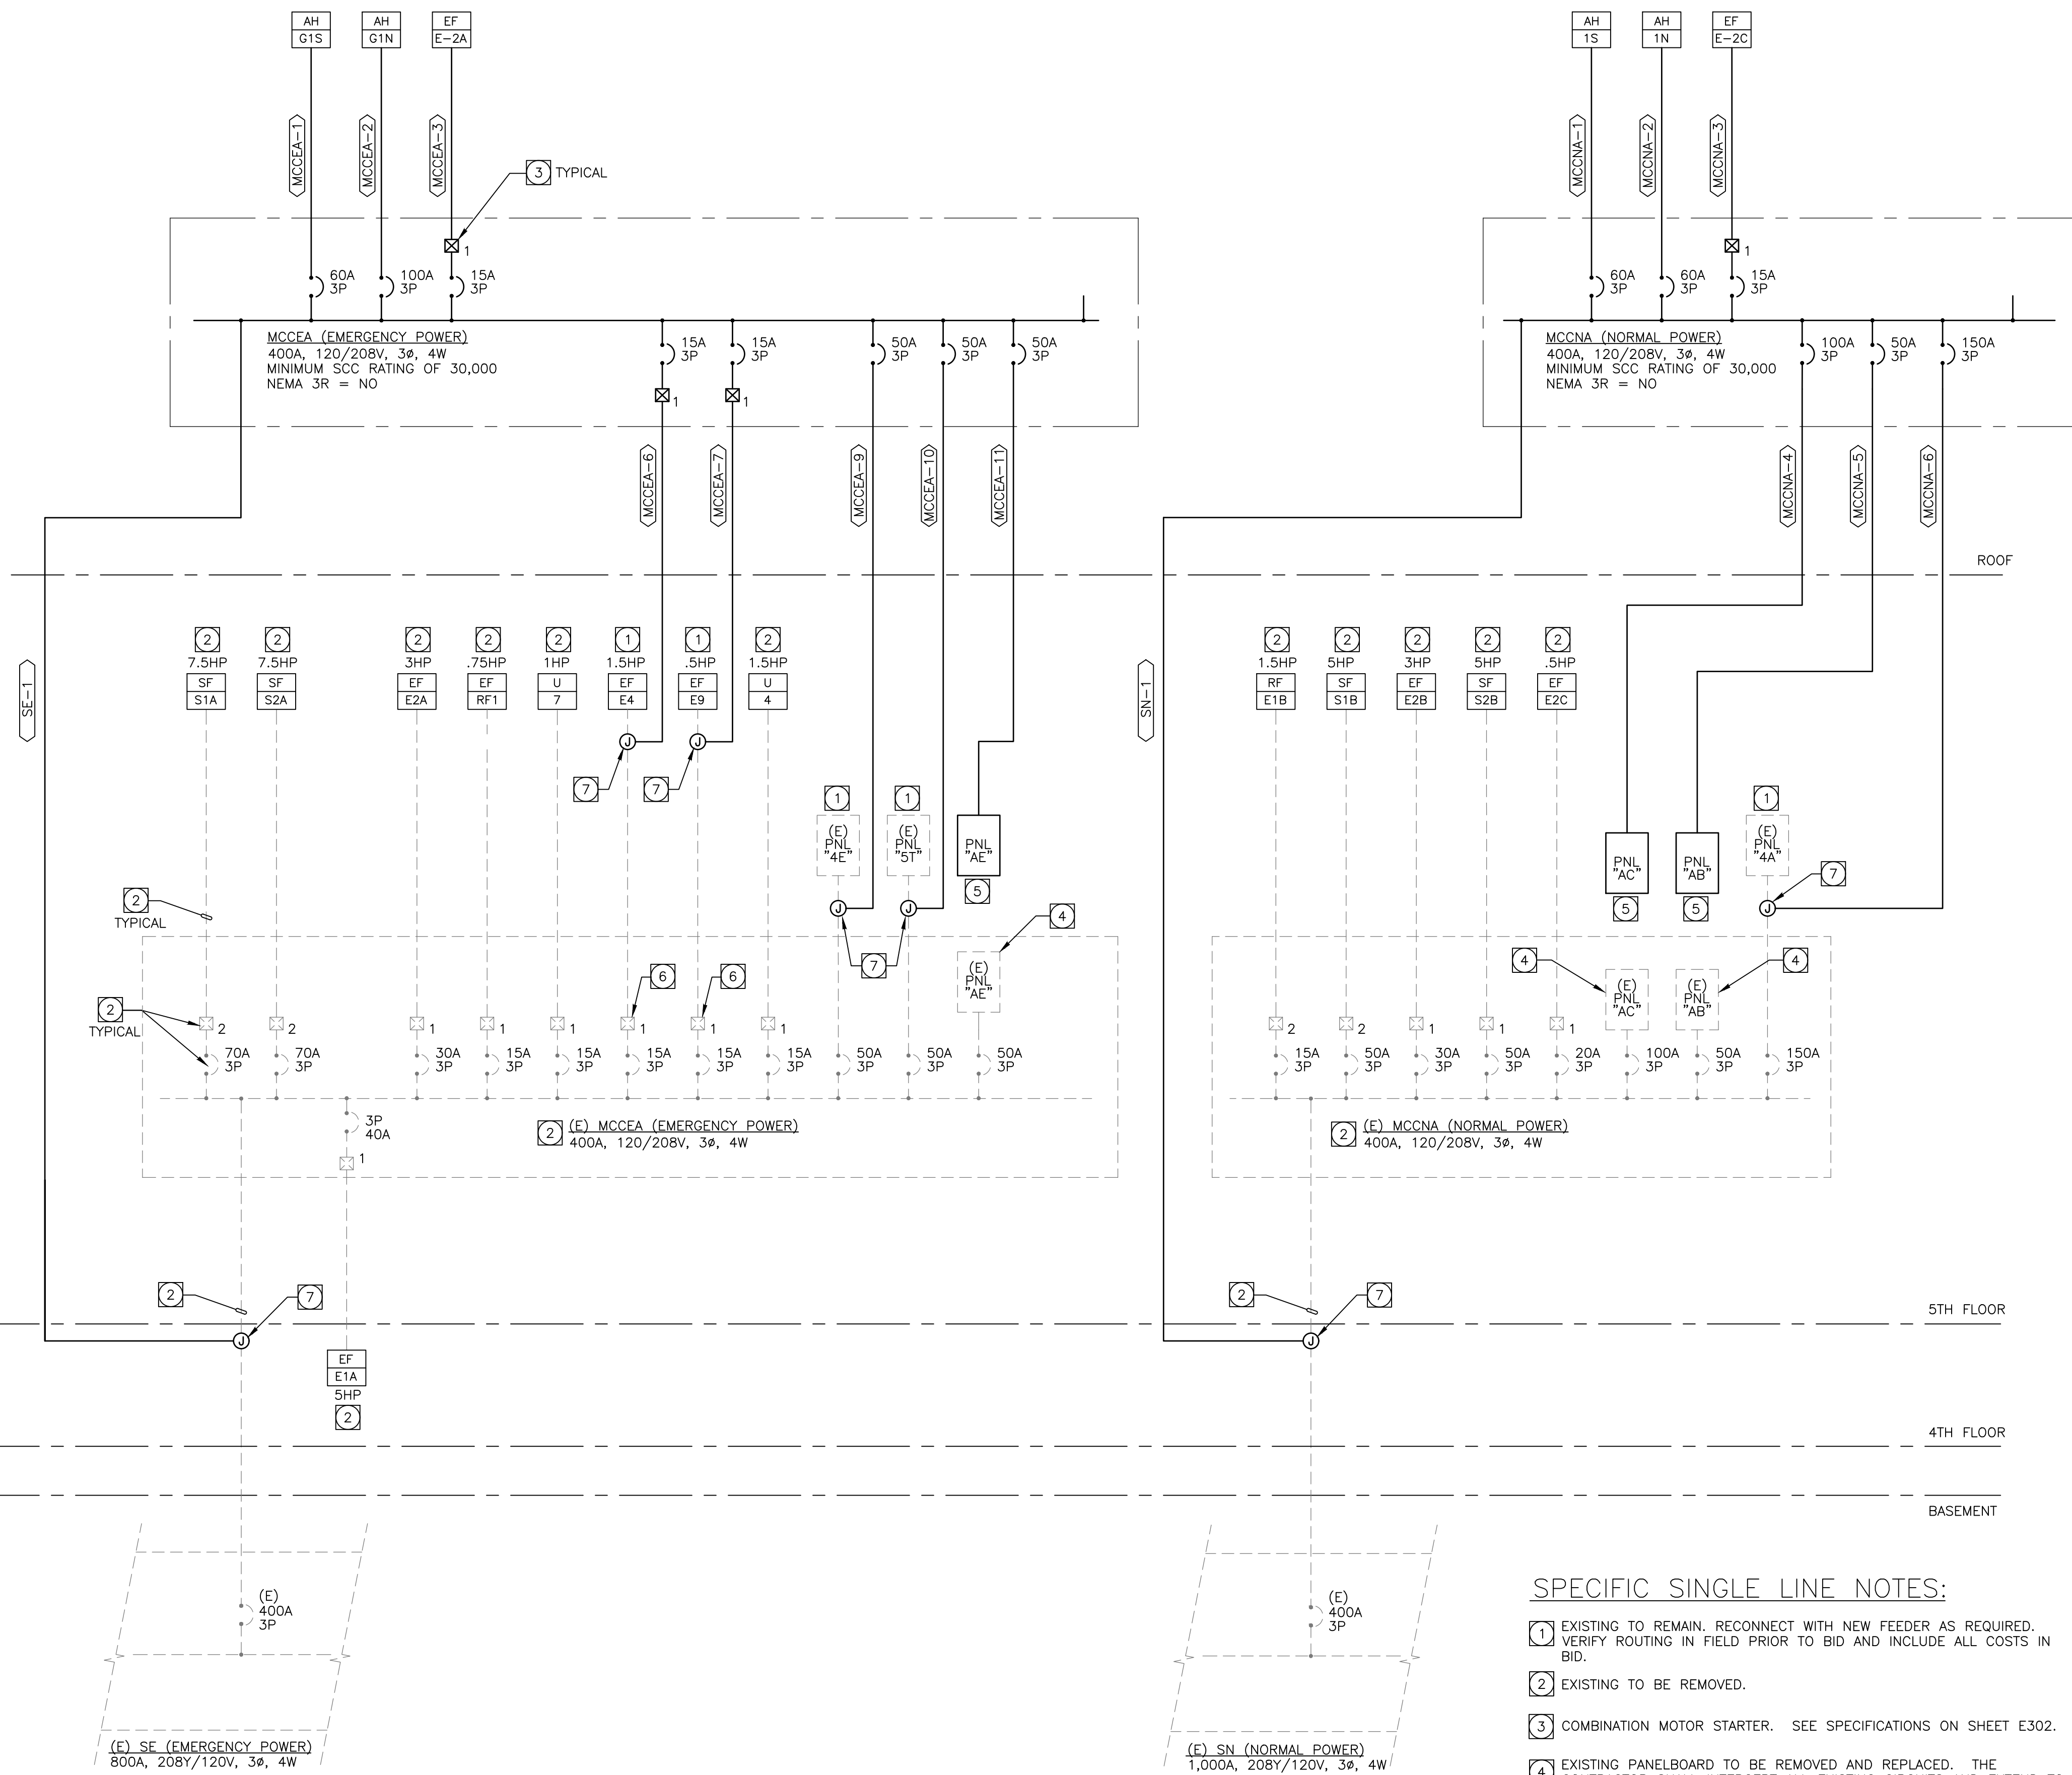 AH
G1S
AH
G1N
EF
E-2A
AH
1S
AH
1N
EF
E-2C
MCCEA-1
MCCEA-2
MCCEA-3
MCCNA-1
MCCNA-2
MCCNA-3
3 TYPICAL
1
1
60A
3P
100A
3P
15A
3P
60A
3P
60A
3P
15A
3P
MCCEA (EMERGENCY POWER)
400A, 120/208V, 3ø, 4W
MINIMUM SCC RATING OF 30,000
NEMA 3R = NO
15A
3P
15A
3P
50A
3P
50A
3P
50A
3P
1
1
MCCNA (NORMAL POWER)
400A, 120/208V, 3ø, 4W
MINIMUM SCC RATING OF 30,000
NEMA 3R = NO
100A
3P
50A
3P
150A
3P
MCCEA-6
MCCEA-7
MCCEA-9
MCCEA-10
MCCEA-11
MCCNA-4
MCCNA-5
MCCNA-6
ROOF
SE-1
SN-1
2
7.5HP
SF
S1A
2
7.5HP
SF
S2A
2
3HP
EF
E2A
2
.75HP
EF
RF1
2
1HP
U
7
1
1.5HP
EF
E4
1
.5HP
EF
E9
2
1.5HP
U
4
2
1.5HP
RF
E1B
2
5HP
SF
S1B
2
3HP
EF
E2B
2
5HP
SF
S2B
2
.5HP
EF
E2C
J
J
7
7
1
(E)
PNL
"4E"
1
(E)
PNL
"5T"
PNL
"AE"
5
PNL
"AC"
5
PNL
"AB"
5
1
(E)
PNL
"4A"
7
J
J
J
7
2
TYPICAL
4
(E)
PNL
"AE"
4
(E)
PNL
"AC"
(E)
PNL
"AB"
4
6
6
2
TYPICAL
2
2
1
1
1
1
1
1
2
2
1
1
1
70A
3P
70A
3P
30A
3P
15A
3P
15A
3P
15A
3P
15A
3P
15A
3P
50A
3P
50A
3P
50A
3P
15A
3P
50A
3P
30A
3P
50A
3P
20A
3P
100A
3P
50A
3P
150A
3P
3P
40A
1
2 (E) MCCEA (EMERGENCY POWER)
400A, 120/208V, 3ø, 4W
2 (E) MCCNA (NORMAL POWER)
400A, 120/208V, 3ø, 4W
2
7
J
2
7
J
5TH FLOOR
EF
E1A
5HP
2
4TH FLOOR
BASEMENT
(E)
400A
3P
(E)
400A
3P
(E) SE (EMERGENCY POWER)
800A, 208Y/120V, 3ø, 4W
(E) SN (NORMAL POWER)
1,000A, 208Y/120V, 3ø, 4W
SPECIFIC SINGLE LINE NOTES:
1 EXISTING TO REMAIN. RECONNECT WITH NEW FEEDER AS REQUIRED.
VERIFY ROUTING IN FIELD PRIOR TO BID AND INCLUDE ALL COSTS IN
BID.
2 EXISTING TO BE REMOVED.
3 COMBINATION MOTOR STARTER. SEE SPECIFICATIONS ON SHEET E302.
4 EXISTING PANELBOARD TO BE REMOVED AND REPLACED. THE